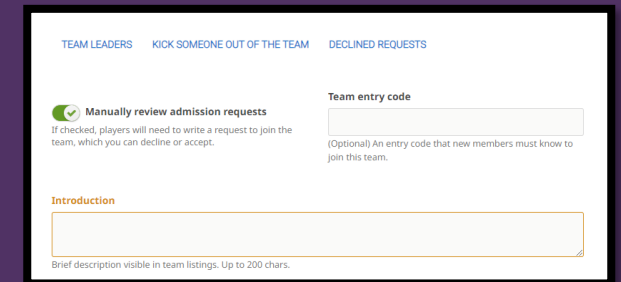 TEAM LEADERS KICK SOMEONE OUT OF THE TEAM DECLINED REQUESTS
Manually review admission requests
If checked, players will need to write a request to join the
team, which you can decline or accept.
Team entry code
(Optional) An entry code that new members must know to
join this team.
Introduction
Brief description visible in team listings. Up to 200 chars.